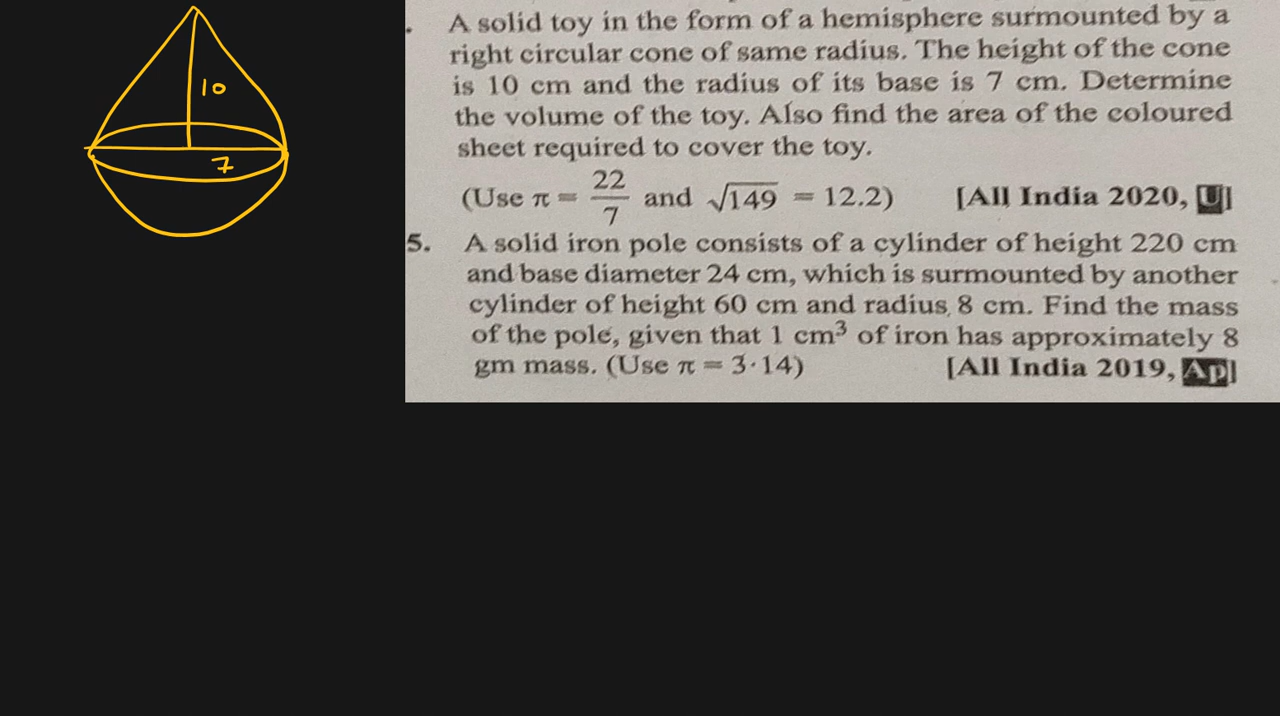 10
7
. A solid toy in the form of a hemisphere surmounted by a
right circular cone of same radius. The height of the cone
is 10 cm and the radius of its base is 7 cm. Determine
the volume of the toy. Also find the area of the coloured
sheet required to cover the toy.
(Use π = 22/7 and √149 = 12.2) [All India 2020, U]
5. A solid iron pole consists of a cylinder of height 220 cm
and base diameter 24 cm, which is surmounted by another
cylinder of height 60 cm and radius 8 cm. Find the mass
of the pole, given that 1 cm³ of iron has approximately 8
gm mass. (Use π = 3·14) [All India 2019, Ap]